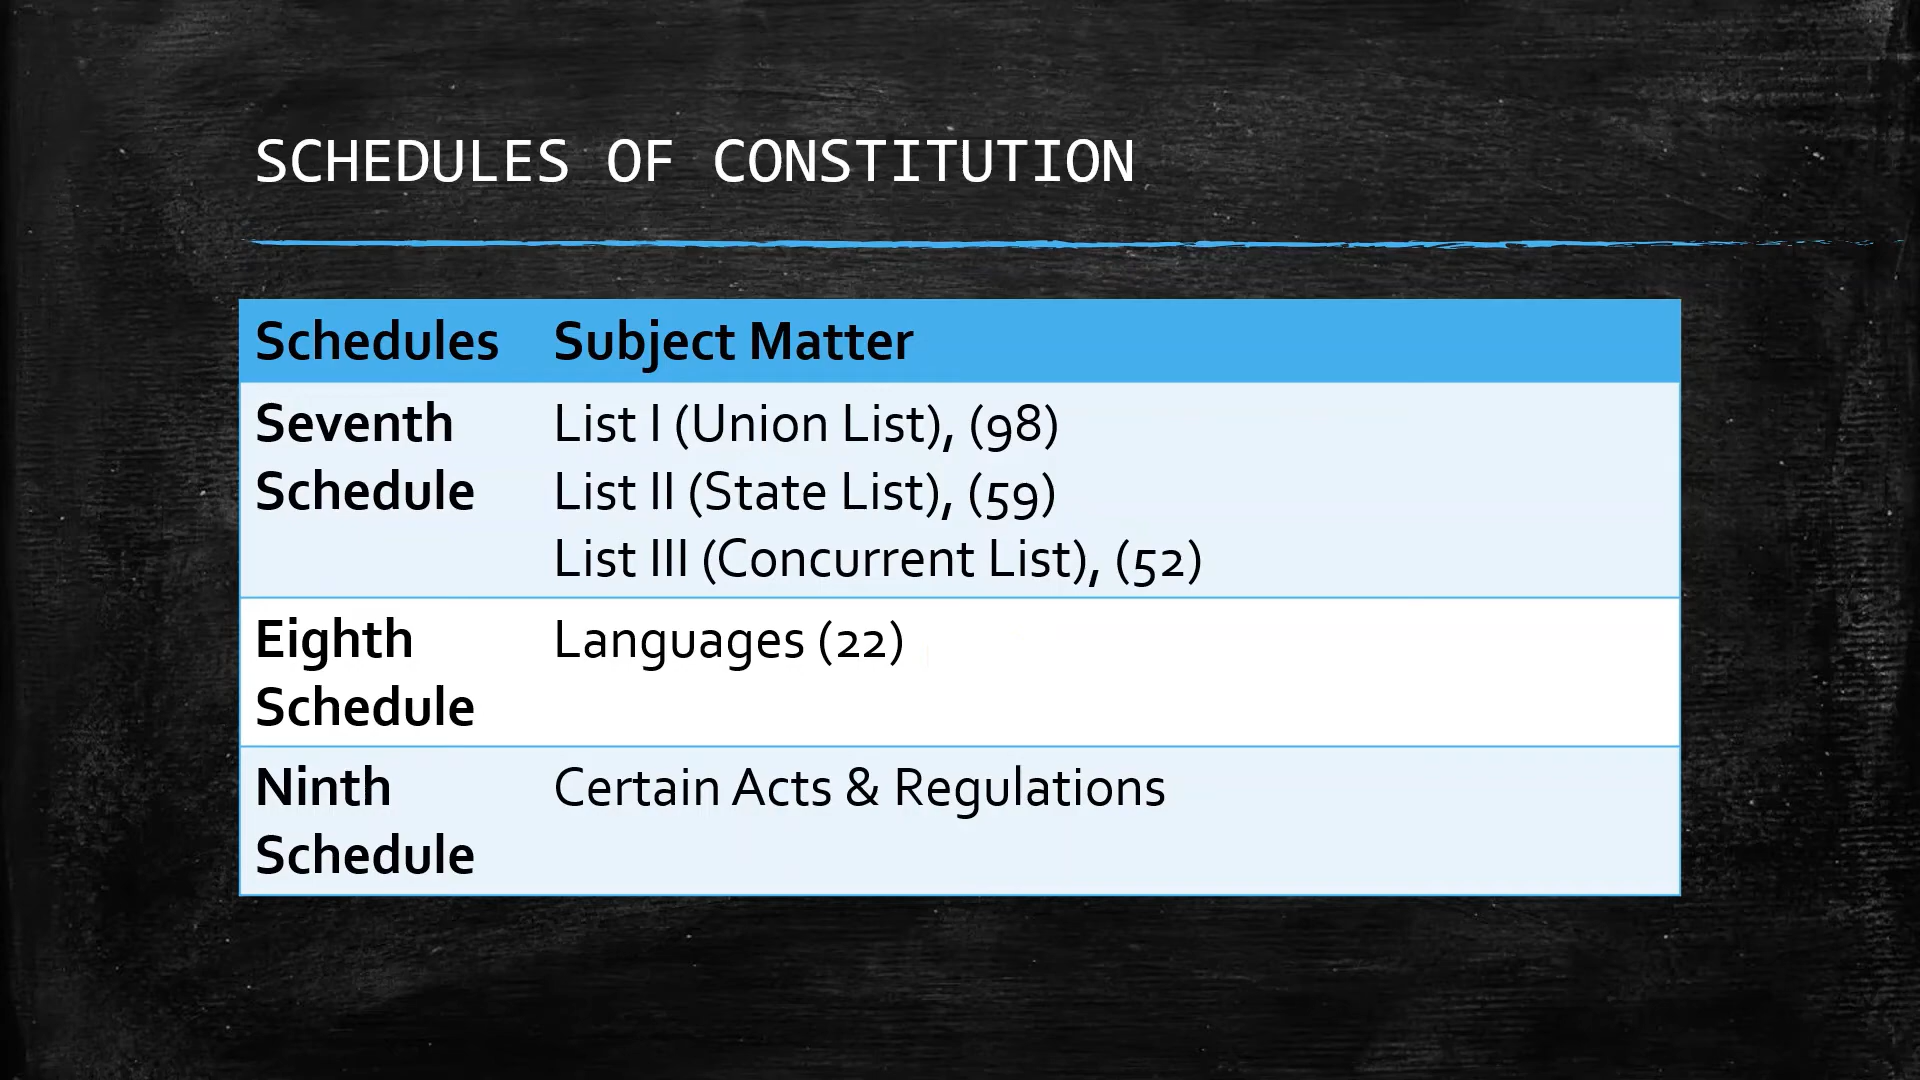 SCHEDULES OF CONSTITUTION
Schedules Subject Matter
Seventh Schedule
List I (Union List), (98)
List II (State List), (59)
List III (Concurrent List), (52)
Eighth Schedule
Languages (22)
Ninth Schedule
Certain Acts & Regulations